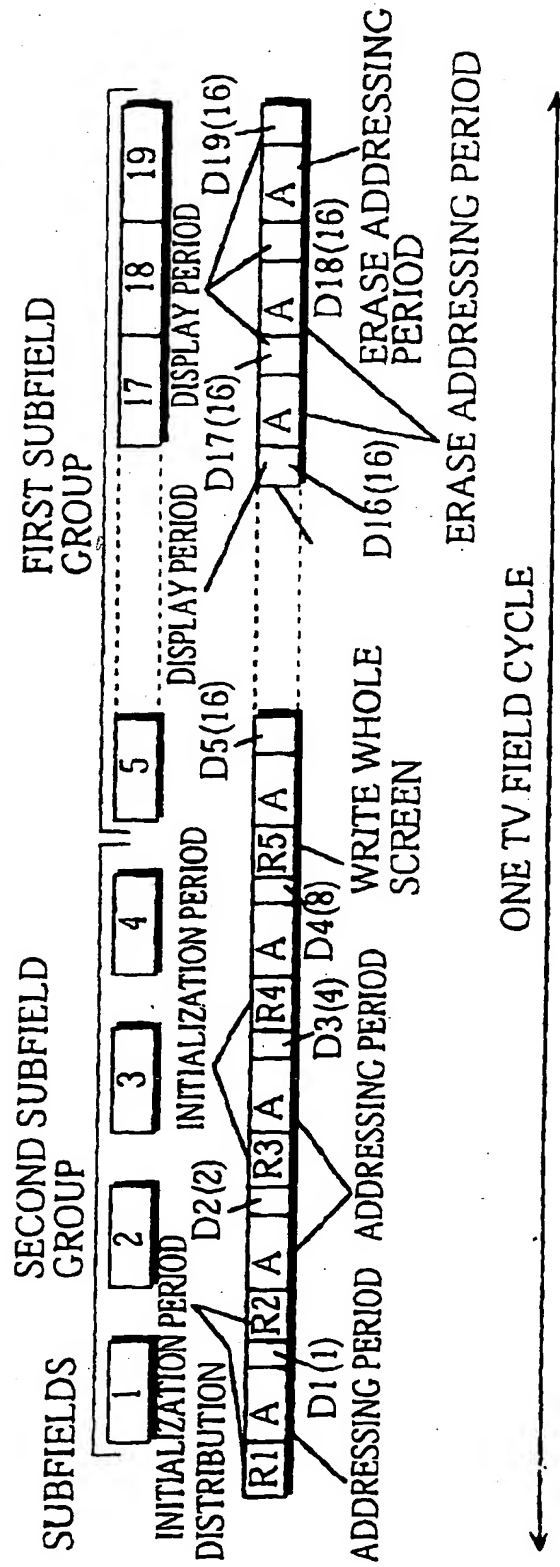 SUBFIELDS
SECOND SUBFIELD
GROUP
FIRST SUBFIELD
GROUP
1
2
3
4
5
17
18
19
INITIALIZATION PERIOD
DISTRIBUTION
INITIALIZATION PERIOD
DISPLAY PERIOD
DISPLAY PERIOD
D2(2)
D5(16)
D17(16)
D19(16)
R1
A
R2
A
R3
A
R4
A
R5
A
A
A
A
D1(1)
D3(4)
D4(8)
D16(16)
D18(16)
ADDRESSING PERIOD
ADDRESSING PERIOD
WRITE WHOLE
SCREEN
ERASE ADDRESSING
PERIOD
ERASE ADDRESSING PERIOD
ONE TV FIELD CYCLE